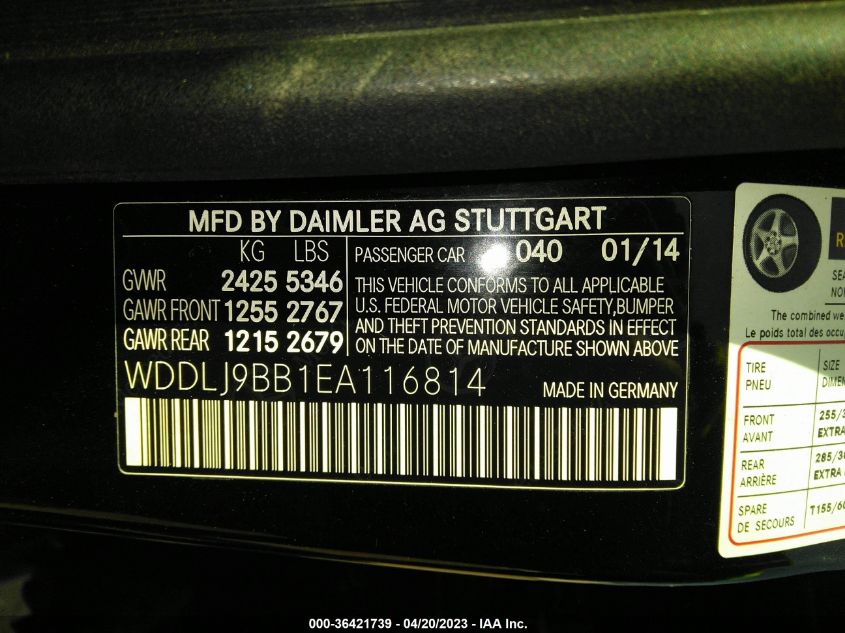 MFD BY DAIMLER AG STUTTGART
KG LBS
GVWR 2425 5346
GAWR FRONT 1255 2767
GAWR REAR 1215 2679
PASSENGER CAR 040 01/14
THIS VEHICLE CONFORMS TO ALL APPLICABLE
U.S. FEDERAL MOTOR VEHICLE SAFETY,BUMPER
AND THEFT PREVENTION STANDARDS IN EFFECT
ON THE DATE OF MANUFACTURE SHOWN ABOVE
WDDLJ9BB1EA116814 MADE IN GERMANY
The combined
Le poids total des
TIRE
PNEU
SIZE
FRONT
AVANT
255/3
EXTRA
REAR
ARRIÈRE
285/3
EXTRA
SPARE
DE SECOURS
T155/60
000-36421739 - 04/20/2023 - IAA Inc.